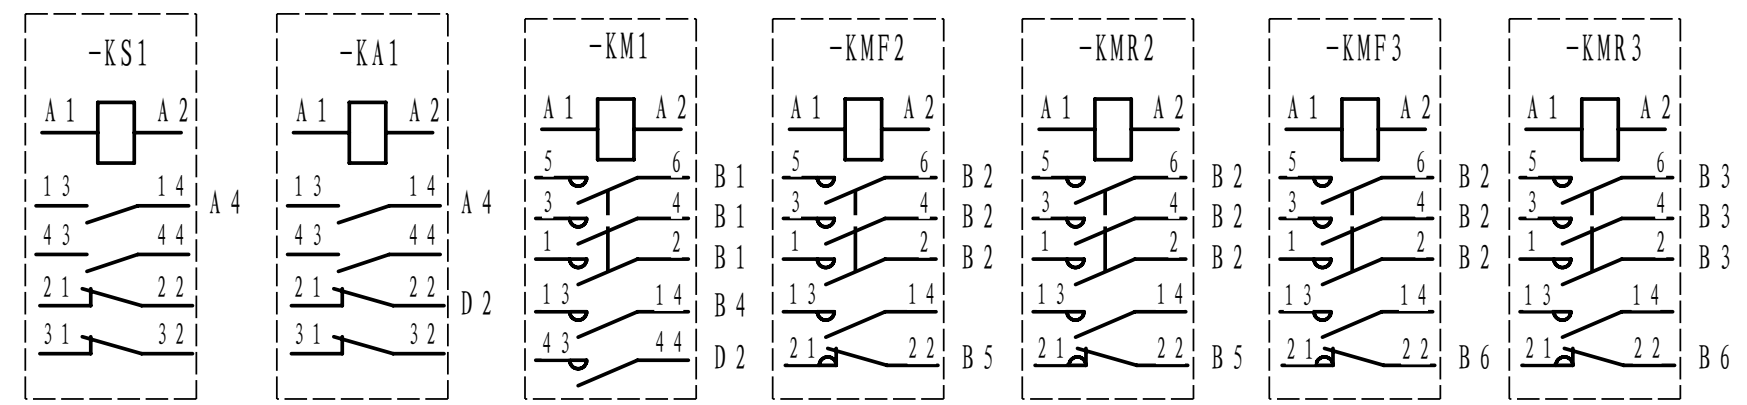 -KS1
A1 A2
13 14 A4
43 44
21 22
31 32
-KA1
A1 A2
13 14 A4
43 44
21 22 D2
31 32
-KM1
A1 A2
5 6 B1
3 4 B1
1 2 B1
13 14 B4
43 44 D2
-KMF2
A1 A2
5 6 B2
3 4 B2
1 2 B2
13 14
21 22 B5
-KMR2
A1 A2
5 6 B2
3 4 B2
1 2 B2
13 14
21 22 B5
-KMF3
A1 A2
5 6 B2
3 4 B2
1 2 B2
13 14
21 22 B6
-KMR3
A1 A2
5 6 B3
3 4 B3
1 2 B3
13 14
21 22 B6